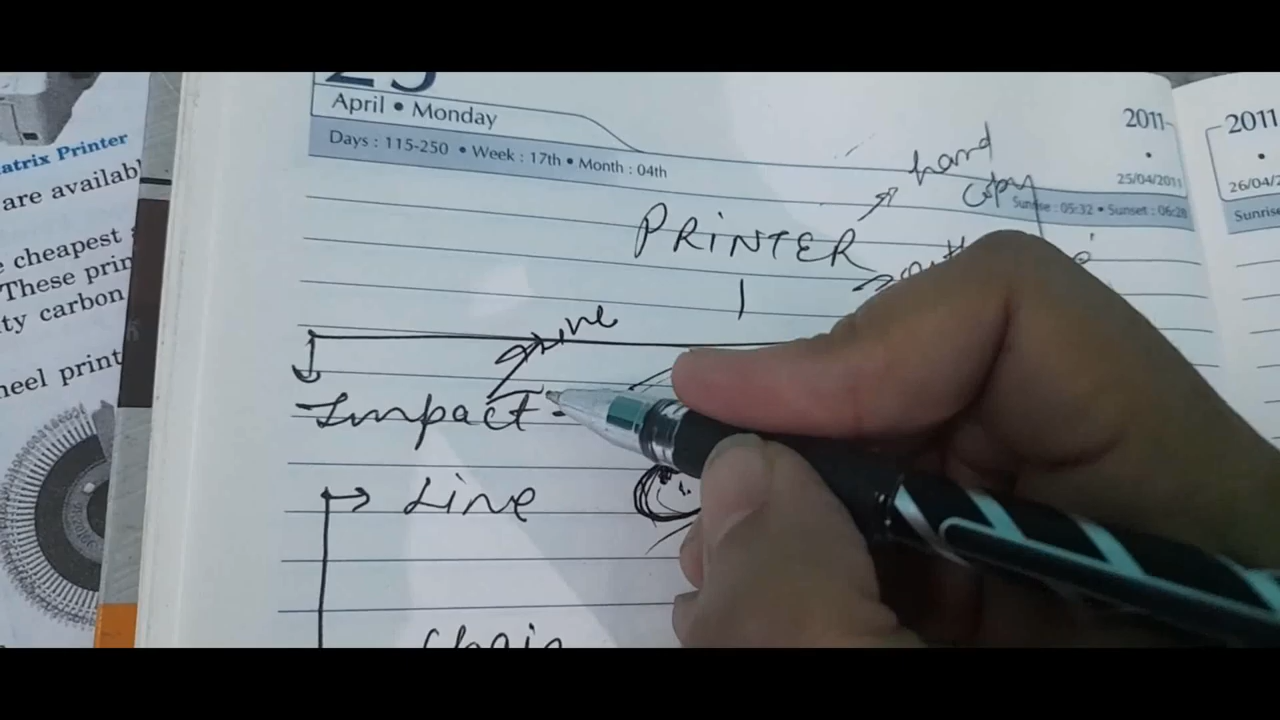 25
April • Monday
Days : 115-250 • Week : 17th • Month : 04th
2011
25/04/2011
Sunrise : 05:32 • Sunset : 06:28
hard
copy
PRiNTER
Impact
Line
Chain
atrix Printer
are availabl
e cheapest
These prin
ty carbon
heel print
2011
26/04/2
Sunris